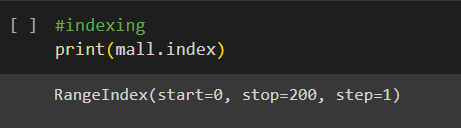 [ ] #indexing
print(mall.index)
RangeIndex(start=0, stop=200, step=1)